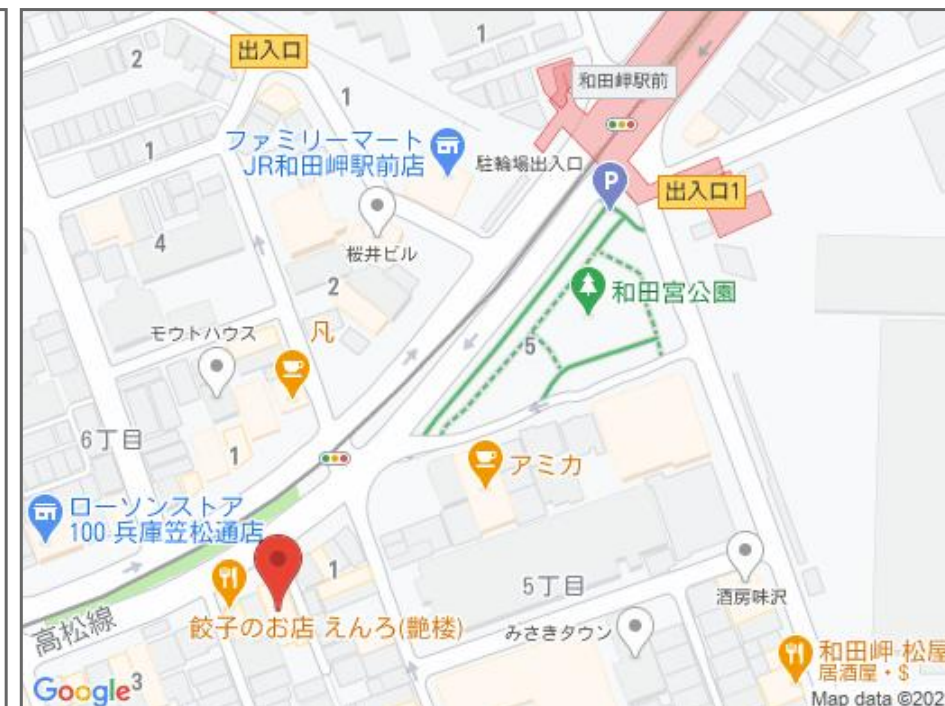 2
出入口
1
1
和田岬駅前
1
ファミリーマート
JR和田岬駅前店
駐輪場出入口
P
出入口1
4
桜井ビル
2
和田宮公園
モウトハウス
凡
5
6丁目
1
アミカ
ローソンストア
100 兵庫笠松通店
1
5丁目
酒房味沢
高松線
餃子のお店 えんろ(艶楼)
みさきタウン
和田岬 松屋
居酒屋・$
Google
3
Map data ©202